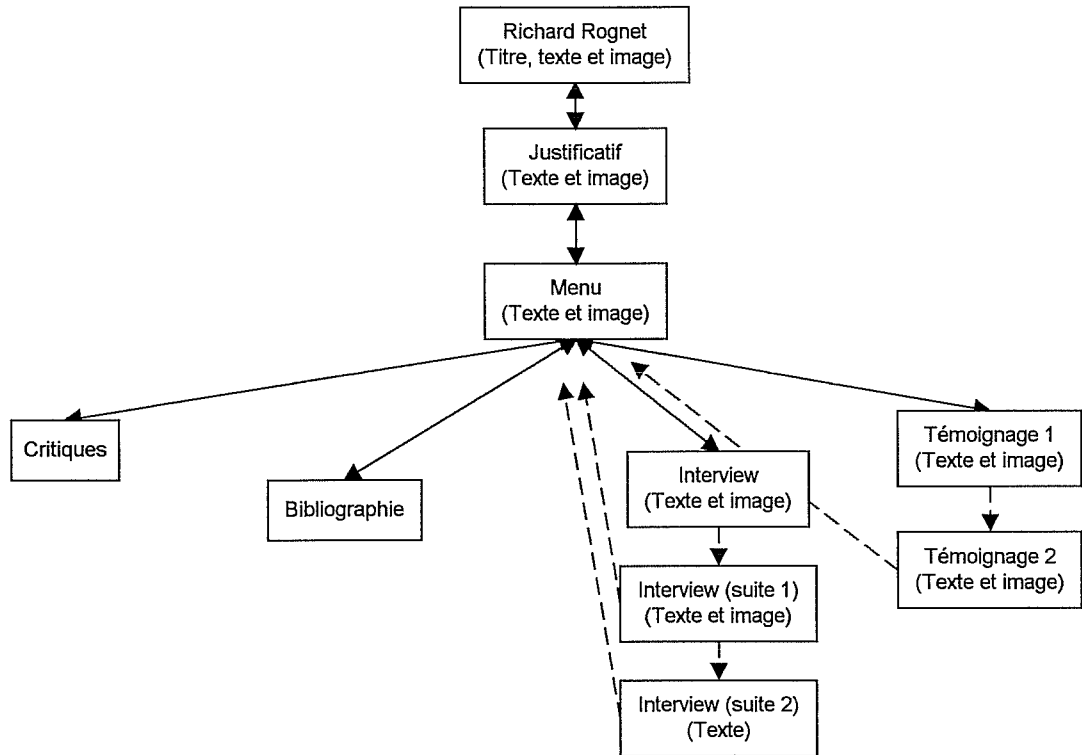 Richard Rognet
(Titre, texte et image)
Justificatif
(Texte et image)
Menu
(Texte et image)
Critiques
Bibliographie
Interview
(Texte et image)
Témoignage 1
(Texte et image)
Interview (suite 1)
(Texte et image)
Témoignage 2
(Texte et image)
Interview (suite 2)
(Texte)